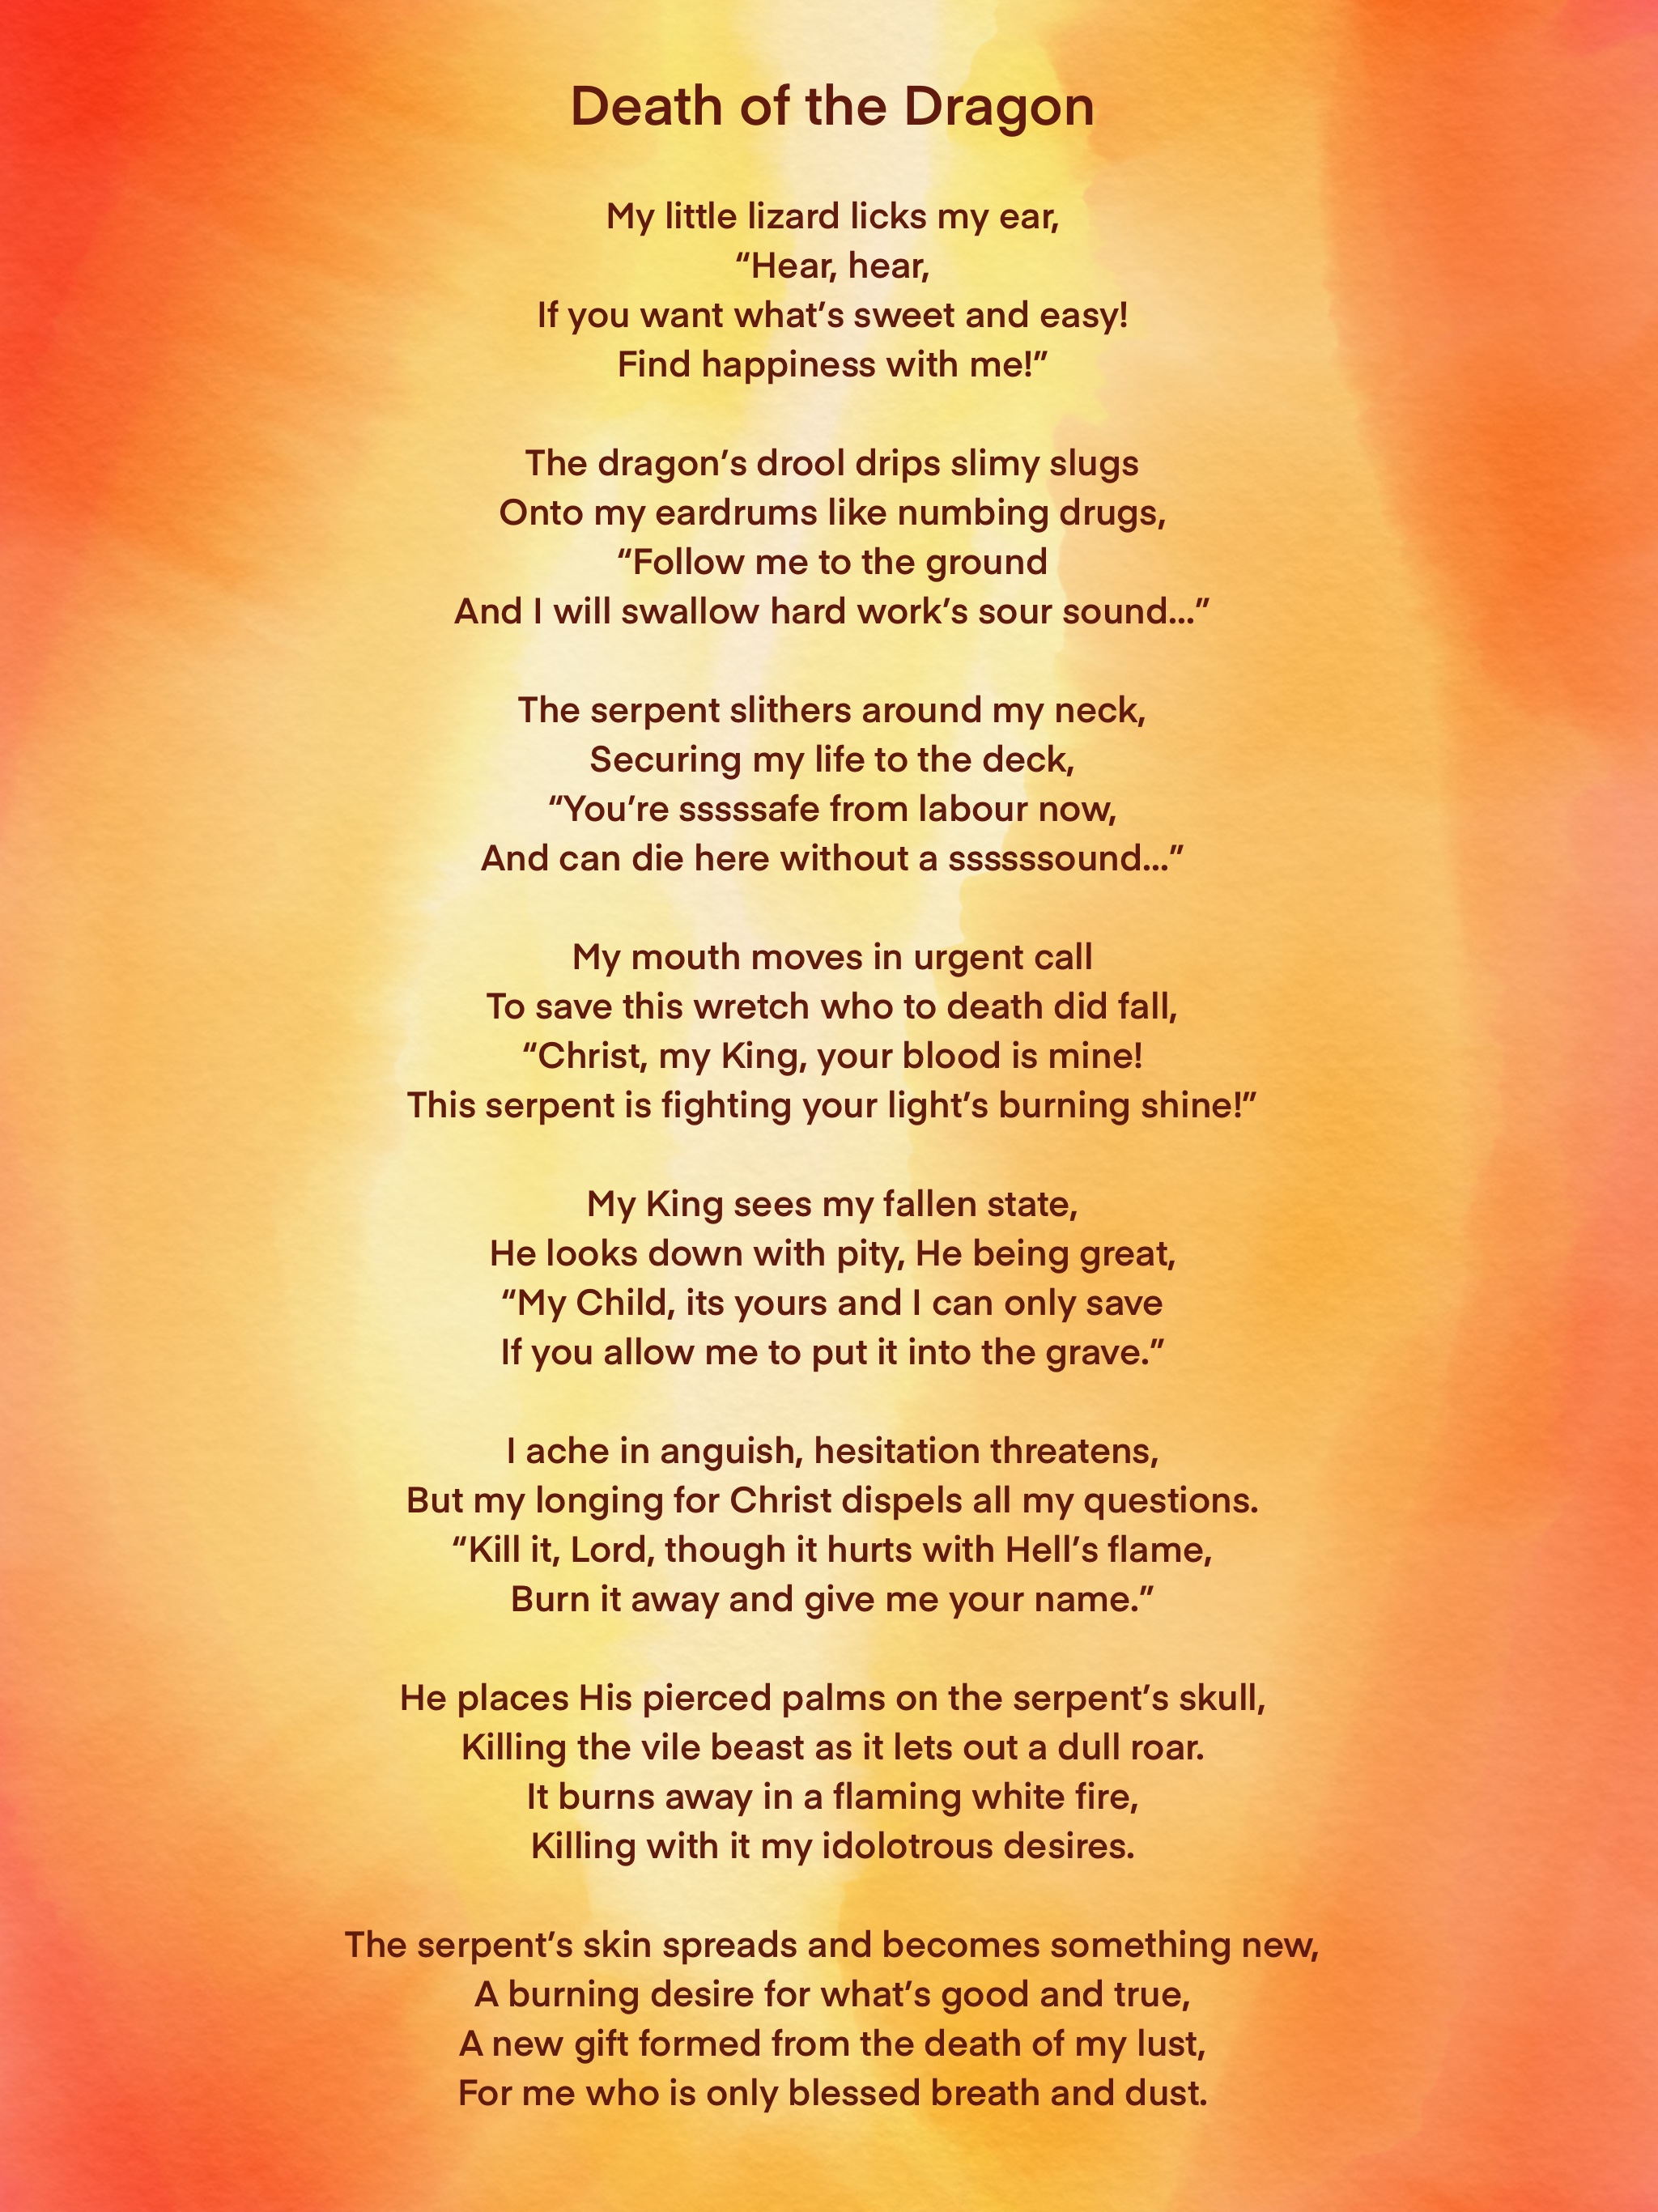 Death of the Dragon
My little lizard licks my ear,
“Hear, hear,
If you want what’s sweet and easy!
Find happiness with me!”
The dragon’s drool drips slimy slugs
Onto my eardrums like numbing drugs,
“Follow me to the ground
And I will swallow hard work’s sour sound...”
The serpent slithers around my neck,
Securing my life to the deck,
“You’re sssssafe from labour now,
And can die here without a ssssssound...”
My mouth moves in urgent call
To save this wretch who to death did fall,
“Christ, my King, your blood is mine!
This serpent is fighting your light’s burning shine!”
My King sees my fallen state,
He looks down with pity, He being great,
“My Child, its yours and I can only save
If you allow me to put it into the grave.”
I ache in anguish, hesitation threatens,
But my longing for Christ dispels all my questions.
“Kill it, Lord, though it hurts with Hell’s flame,
Burn it away and give me your name.”
He places His pierced palms on the serpent’s skull,
Killing the vile beast as it lets out a dull roar.
It burns away in a flaming white fire,
Killing with it my idolotrous desires.
The serpent’s skin spreads and becomes something new,
A burning desire for what’s good and true,
A new gift formed from the death of my lust,
For me who is only blessed breath and dust.